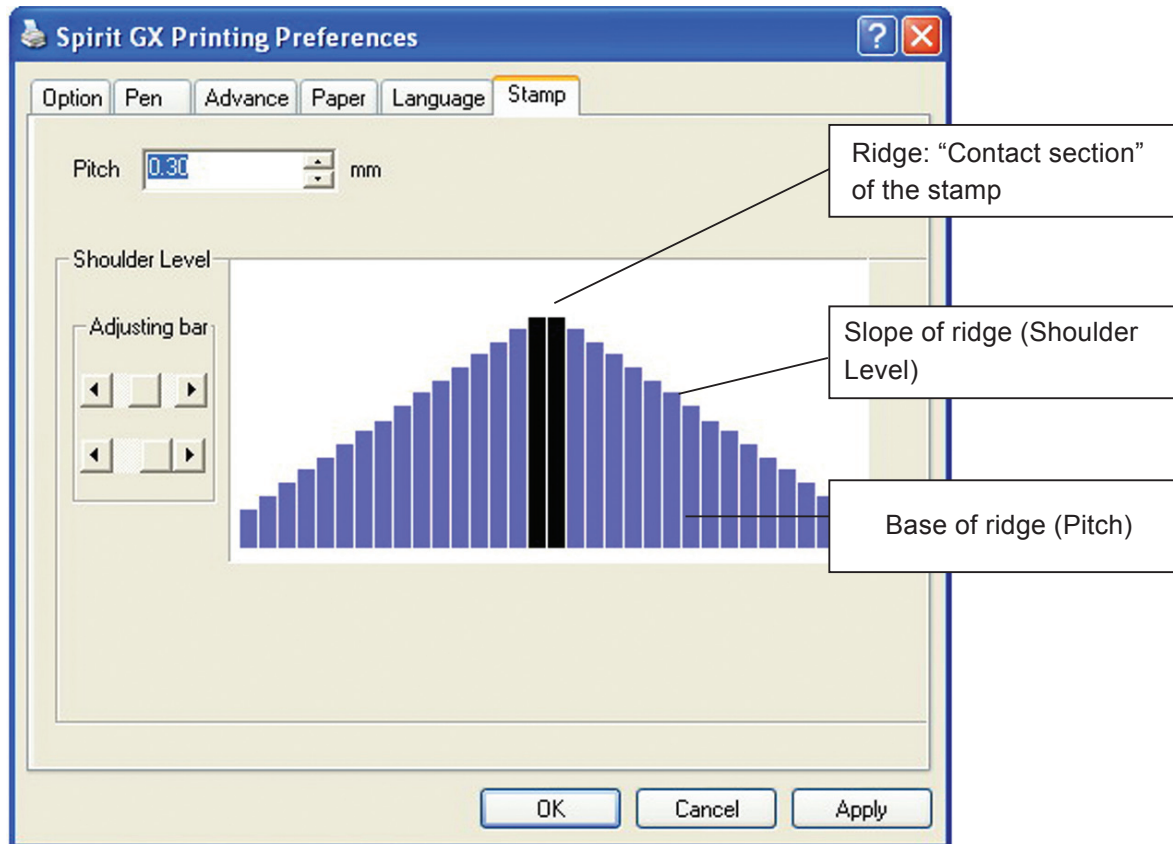 Spirit GX Printing Preferences
Option Pen Advance Paper Language Stamp
Pitch 0.30 mm
Ridge: “Contact section”
of the stamp
Shoulder Level
Adjusting bar
Slope of ridge (Shoulder
Level)
Base of ridge (Pitch)
OK Cancel Apply